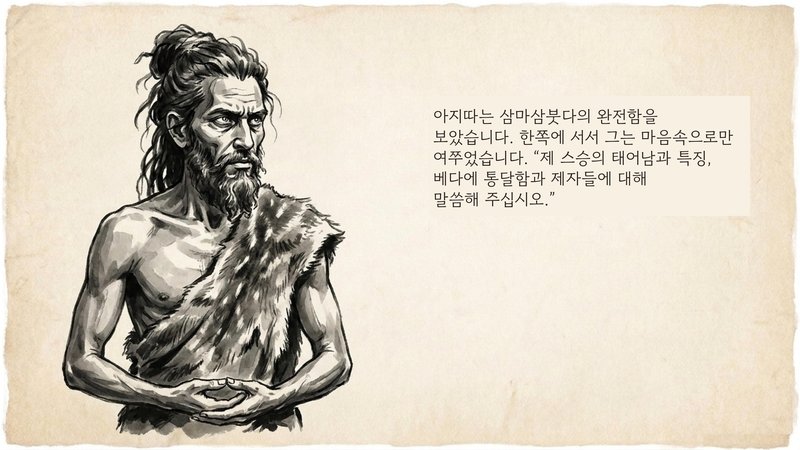 아지따는 삼마삼붓다의 완전함을
보았습니다. 한쪽에 서서 그는 마음속으로만
여쭈었습니다. “제 스승의 태어남과 특징,
베다에 통달함과 제자들에 대해
말씀해 주십시오.”